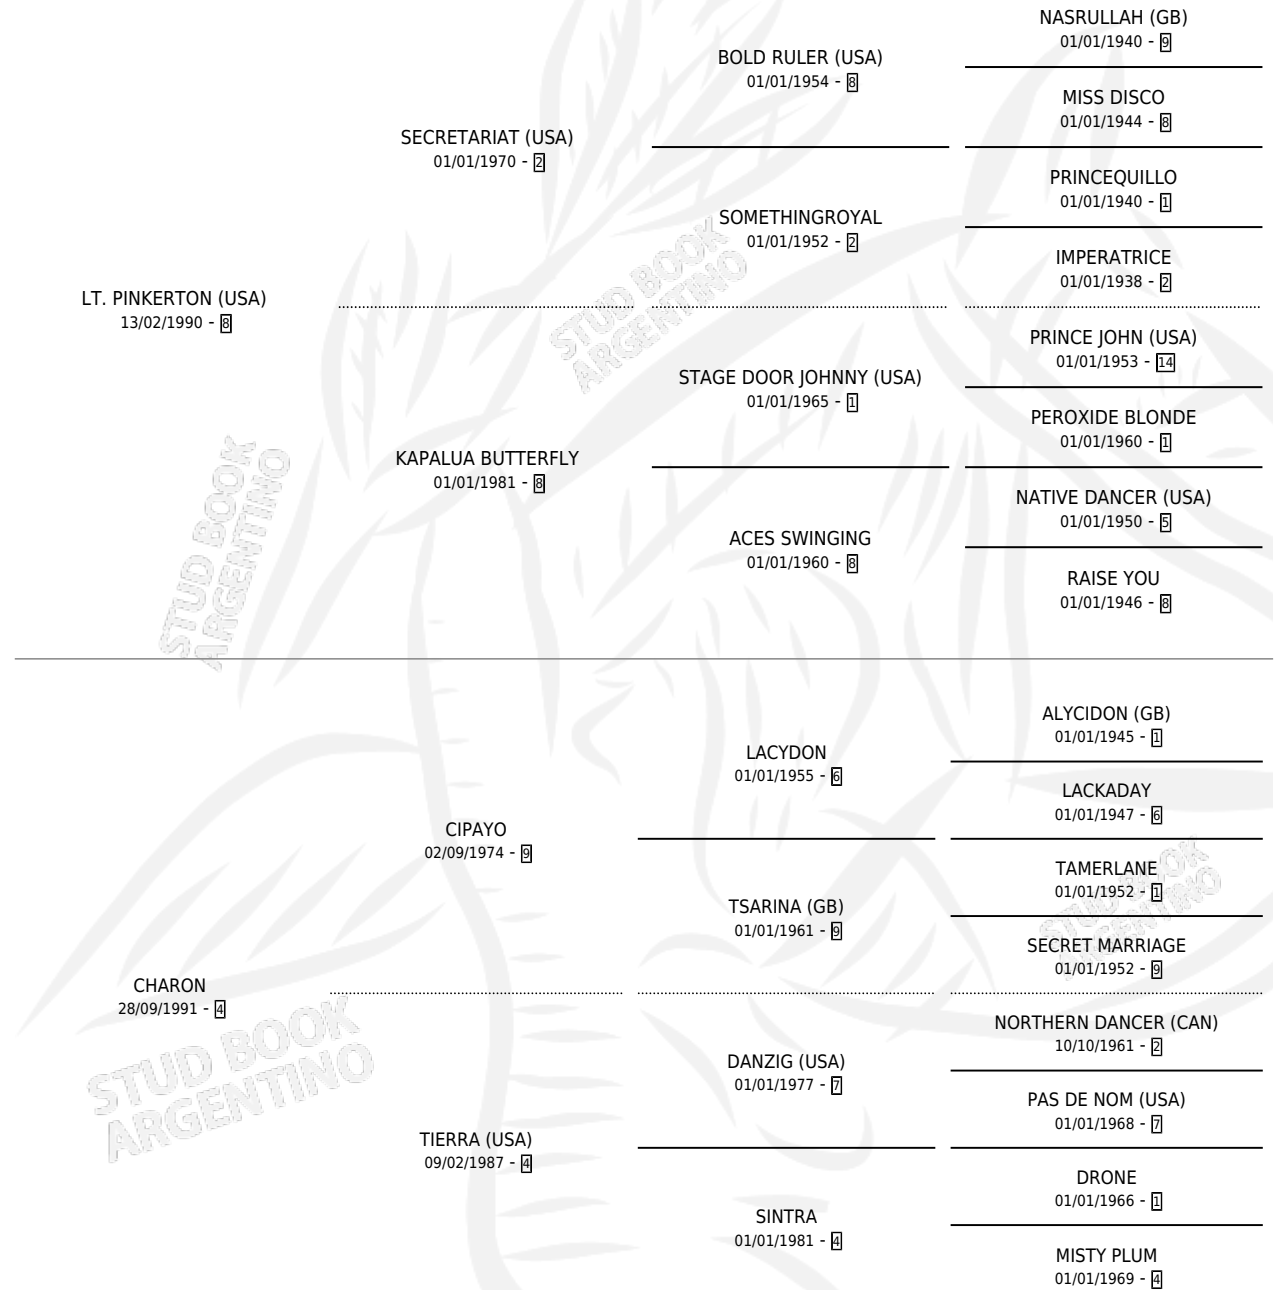 NASRULLAH (GB)
01/01/1940 - 9
BOLD RULER (USA)
01/01/1954 - 8
MISS DISCO
01/01/1944 - 8
SECRETARIAT (USA)
01/01/1970 - 2
PRINCEQUILLO
01/01/1940 - 1
SOMETHINGROYAL
01/01/1952 - 2
IMPERATRICE
01/01/1938 - 2
LT. PINKERTON (USA)
13/02/1990 - 8
PRINCE JOHN (USA)
01/01/1953 - 14
STAGE DOOR JOHNNY (USA)
01/01/1965 - 1
PEROXIDE BLONDE
01/01/1960 - 1
KAPALUA BUTTERFLY
01/01/1981 - 8
NATIVE DANCER (USA)
01/01/1950 - 5
ACES SWINGING
01/01/1960 - 8
RAISE YOU
01/01/1946 - 8
ALYCIDON (GB)
01/01/1945 - 1
LACYDON
01/01/1955 - 6
LACKADAY
01/01/1947 - 6
CIPAYO
02/09/1974 - 9
TAMERLANE
01/01/1952 - 1
TSARINA (GB)
01/01/1961 - 9
SECRET MARRIAGE
01/01/1952 - 9
CHARON
28/09/1991 - 4
NORTHERN DANCER (CAN)
10/10/1961 - 2
DANZIG (USA)
01/01/1977 - 7
PAS DE NOM (USA)
01/01/1968 - 7
TIERRA (USA)
09/02/1987 - 4
DRONE
01/01/1966 - 1
SINTRA
01/01/1981 - 4
MISTY PLUM
01/01/1969 - 4
STUD BOOK
ARGENTINO
STUD BOOK
ARGENTINO
STUD BOOK
ARGENTINO
STUD BOOK
ARGENTINO